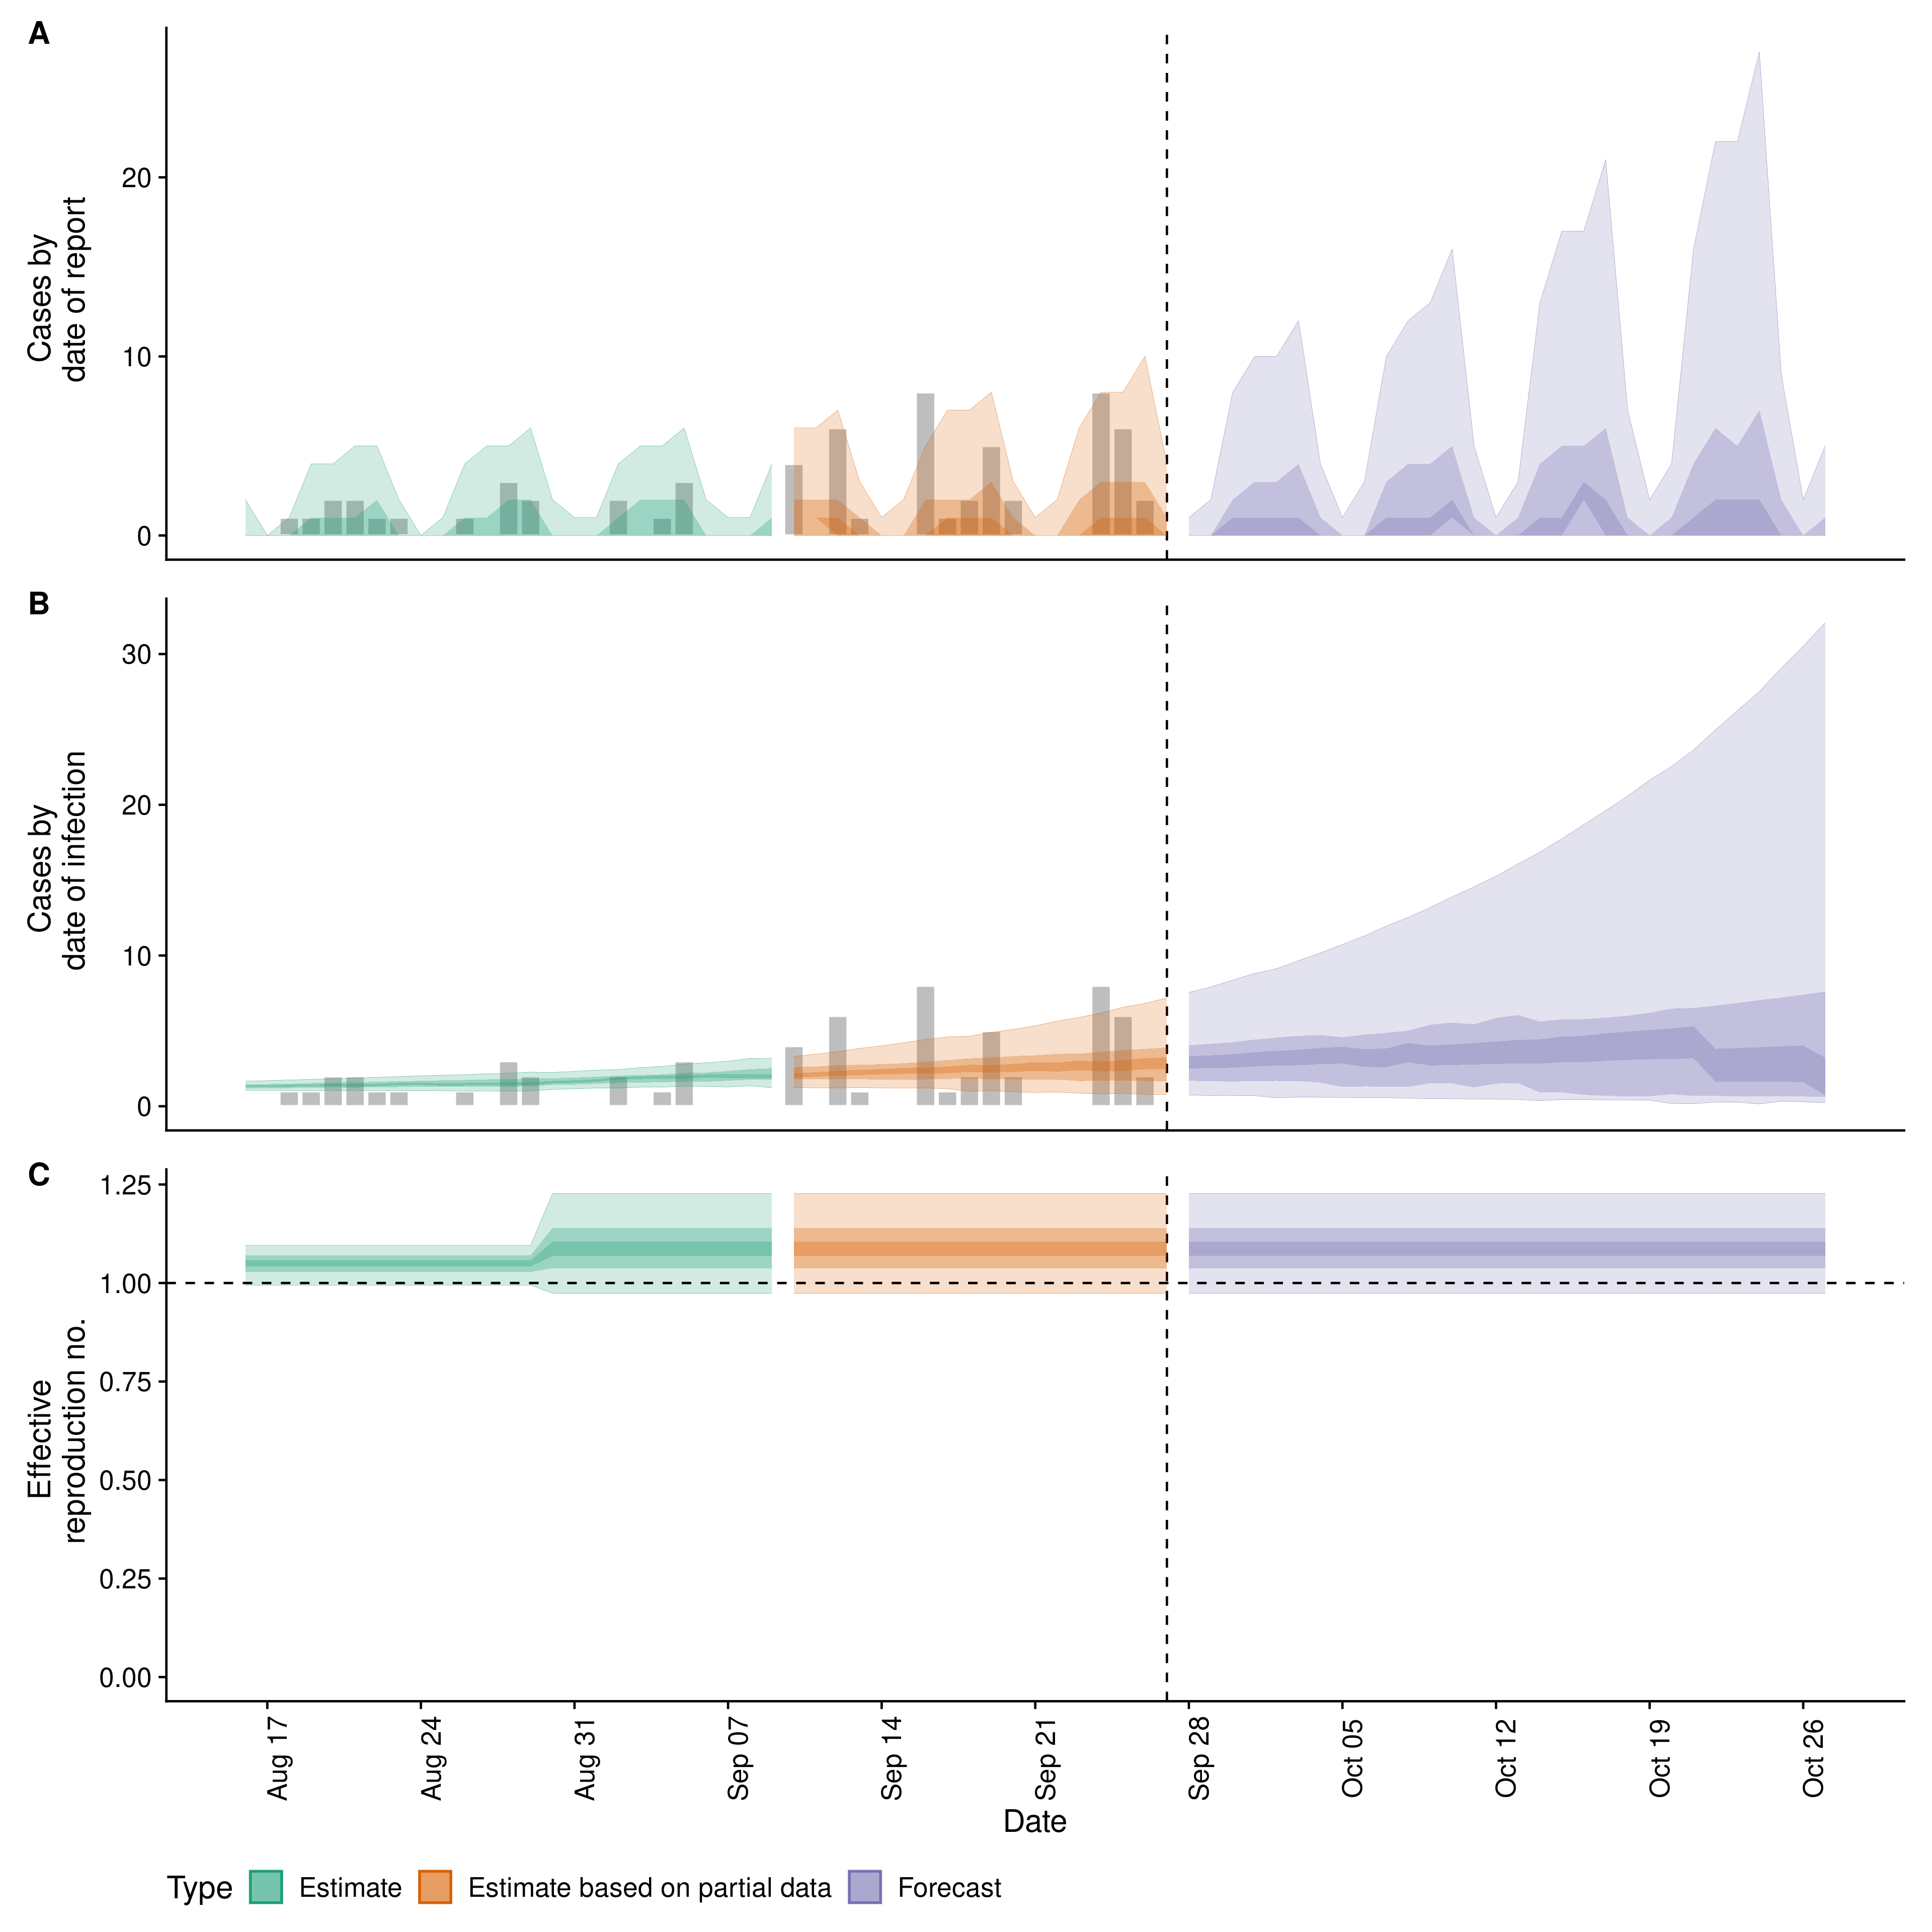 A
Cases by
date of report
20
10
0
B
Cases by
date of infection
30
20
10
0
C
Effective
reproduction no.
1.25
1.00
0.75
0.50
0.25
0.00
Aug 17
Aug 24
Aug 31
Sep 07
Sep 14
Sep 21
Sep 28
Oct 05
Oct 12
Oct 19
Oct 26
Date
Type Estimate Estimate based on partial data Forecast